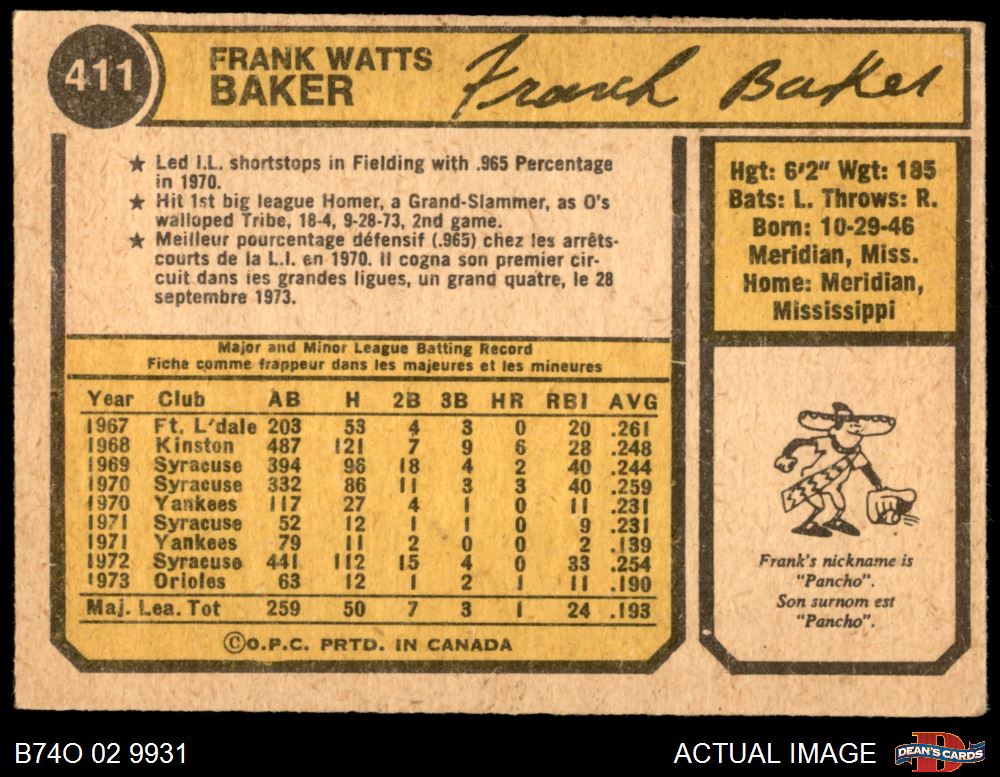 411
FRANK WATTS
BAKER
Frank Baker
★ Led I.L. shortstops in Fielding with .965 Percentage
in 1970.
★ Hit 1st big league Homer, a Grand-Slammer, as O's
walloped Tribe, 18-4, 9-28-73, 2nd game.
★ Meilleur pourcentage défensif (.965) chez les arrêts-
courts de la L.I. en 1970. Il cogna son premier cir-
cuit dans les grandes ligues, un grand quatre, le 28
septembre 1973.
Hgt: 6'2" Wgt: 185
Bats: L. Throws: R.
Born: 10-29-46
Meridian, Miss.
Home: Meridian,
Mississippi
Major and Minor League Batting Record
Fiche comme frappeur dans les majeures et les mineures
Year Club AB H 2B 3B HR RBI AVG
1967 Ft. L'dale 203 53 4 3 0 20 .261
1968 Kinston 487 121 7 9 6 28 .248
1969 Syracuse 394 96 18 4 2 40 .244
1970 Syracuse 332 86 11 3 3 40 .259
1970 Yankees 117 27 4 1 0 11 .231
1971 Syracuse 52 12 1 1 0 9 .231
1971 Yankees 79 11 2 0 0 2 .139
1972 Syracuse 441 112 15 4 0 33 .254
1973 Orioles 63 12 1 2 1 11 .190
Maj. Lea. Tot 259 50 7 3 1 24 .193
©O.P.C. PRTD. IN CANADA
Frank's nickname is
"Pancho".
Son surnom est
"Pancho".
B74O 02 9931
ACTUAL IMAGE
DEAN'S CARDS